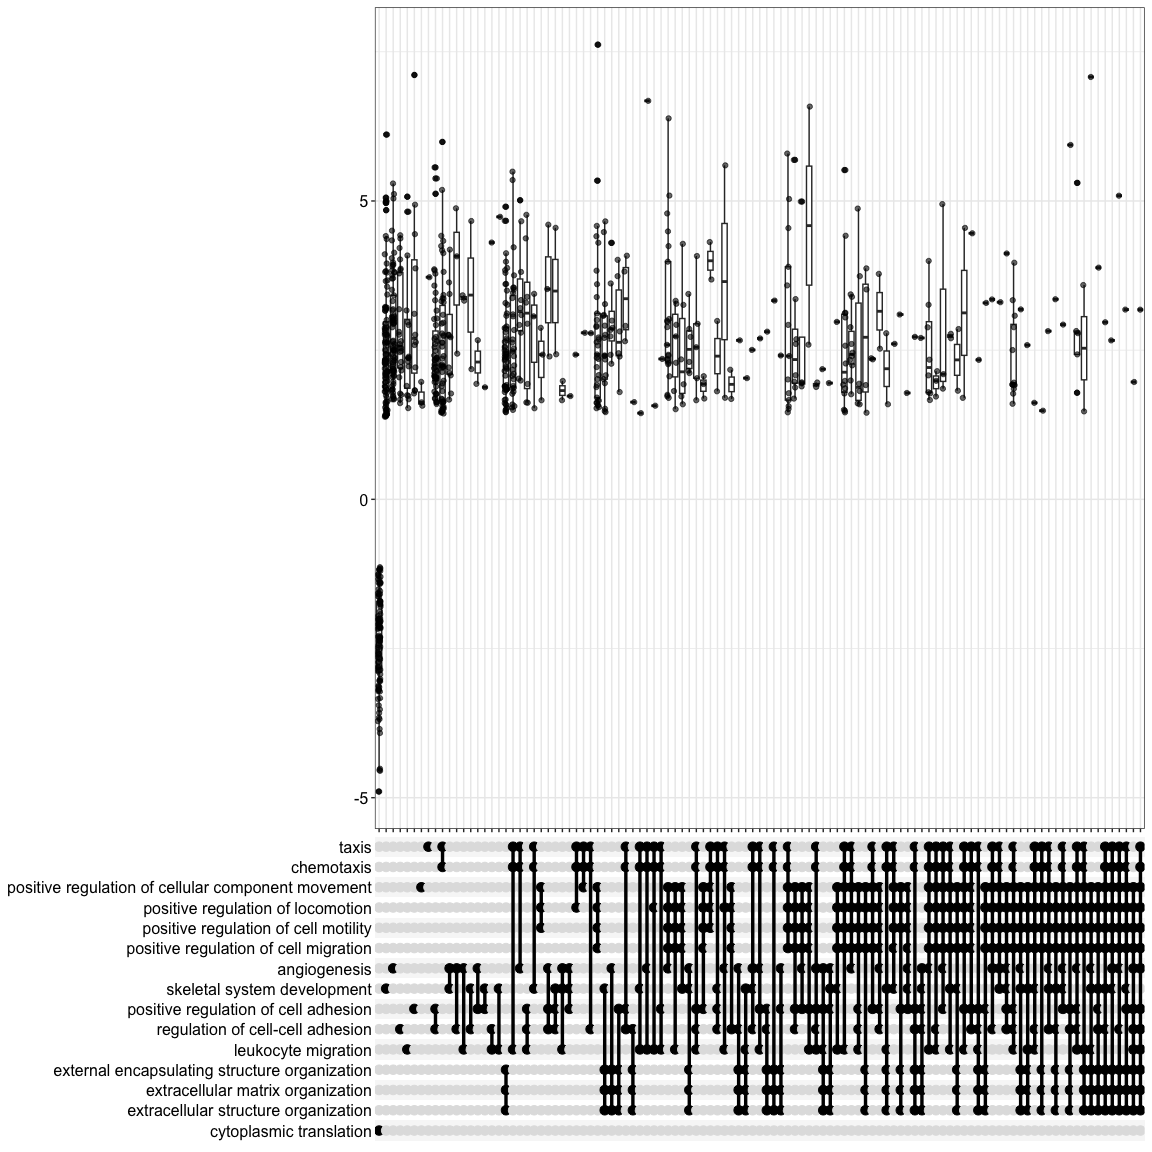 5
0
-5
taxis
chemotaxis
positive regulation of cellular component movement
positive regulation of locomotion
positive regulation of cell motility
positive regulation of cell migration
angiogenesis
skeletal system development
positive regulation of cell adhesion
regulation of cell-cell adhesion
leukocyte migration
external encapsulating structure organization
extracellular matrix organization
extracellular structure organization
cytoplasmic translation